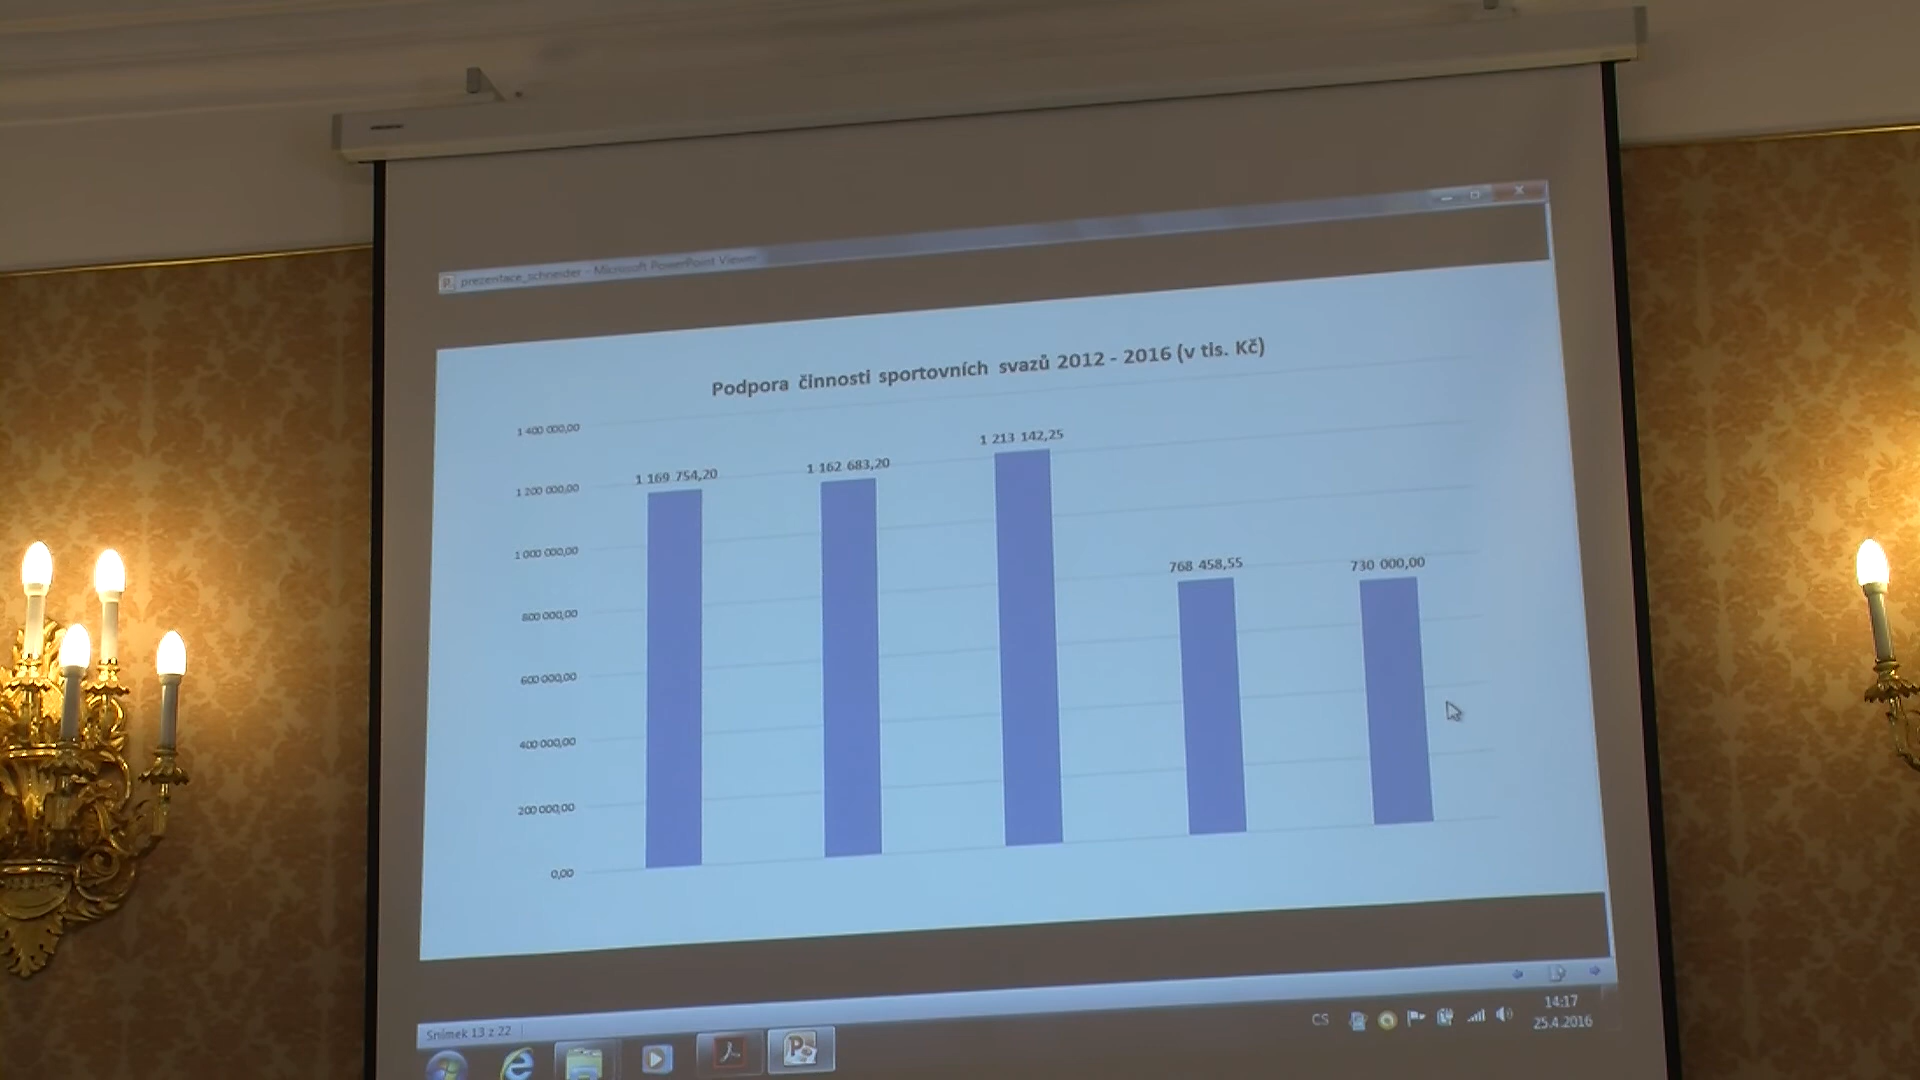 prezentace_schneider - Microsoft PowerPoint Viewer
Podpora činnosti sportovních svazů 2012 - 2016 (v tis. Kč)
1 400 000,00
1 200 000,00
1 000 000,00
800 000,00
600 000,00
400 000,00
200 000,00
0,00
1 169 754,20
1 162 683,20
1 213 142,25
768 458,55
730 000,00
Snímek 13 z 22
CS
14:17
25.4.2016